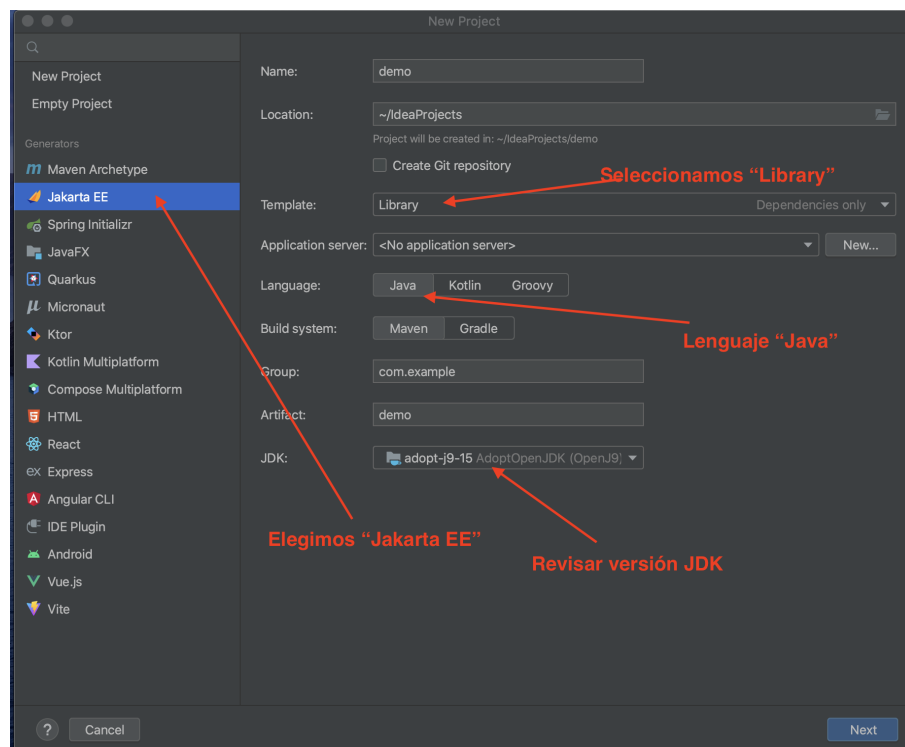 New Project
New Project
Empty Project
Generators
Maven Archetype
Jakarta EE
Spring Initializr
JavaFX
Quarkus
Micronaut
Ktor
Kotlin Multiplatform
Compose Multiplatform
HTML
React
ex Express
Angular CLI
IDE Plugin
Android
Vue.js
Vite
Name: demo
Location: ~/IdeaProjects
Project will be created in: ~/IdeaProjects/demo
Create Git repository
Seleccionamos “Library”
Template: Library Dependencies only
Application server: <No application server> New...
Language: Java Kotlin Groovy
Build system: Maven Gradle
Lenguaje “Java”
Group: com.example
Artifact: demo
JDK: adopt-j9-15 AdoptOpenJDK (OpenJ9)
Elegimos “Jakarta EE”
Revisar versión JDK
? Cancel Next